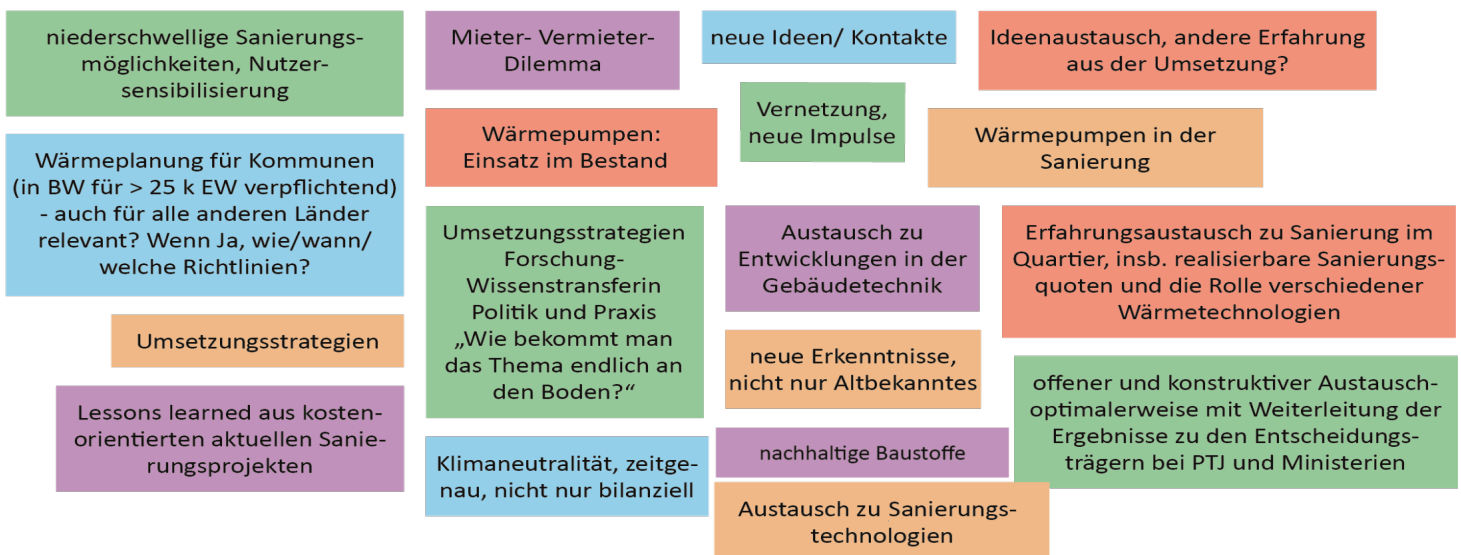 niederschwellige Sanierungs-
möglichkeiten, Nutzer-
sensibilisierung
Mieter- Vermieter-
Dilemma
neue Ideen/ Kontakte
Ideenaustausch, andere Erfahrung
aus der Umsetzung?
Vernetzung,
neue Impulse
Wärmepumpen:
Einsatz im Bestand
Wärmepumpen in der
Sanierung
Wärmeplanung für Kommunen
(in BW für > 25 k EW verpflichtend)
- auch für alle anderen Länder
relevant? Wenn Ja, wie/wann/
welche Richtlinien?
Umsetzungsstrategien
Forschung-
Wissenstransferin
Politik und Praxis
„Wie bekommt man
das Thema endlich an
den Boden?“
Austausch zu
Entwicklungen in der
Gebäudetechnik
Erfahrungsaustausch zu Sanierung im
Quartier, insb. realisierbare Sanierungs-
quoten und die Rolle verschiedener
Wärmetechnologien
Umsetzungsstrategien
neue Erkenntnisse,
nicht nur Altbekanntes
offener und konstruktiver Austausch-
optimalerweise mit Weiterleitung der
Ergebnisse zu den Entscheidungs-
trägern bei PTJ und Ministerien
Lessons learned aus kosten-
orientierten aktuellen Sanie-
rungsprojekten
Klimaneutralität, zeitge-
nau, nicht nur bilanziell
nachhaltige Baustoffe
Austausch zu Sanierungs-
technologien